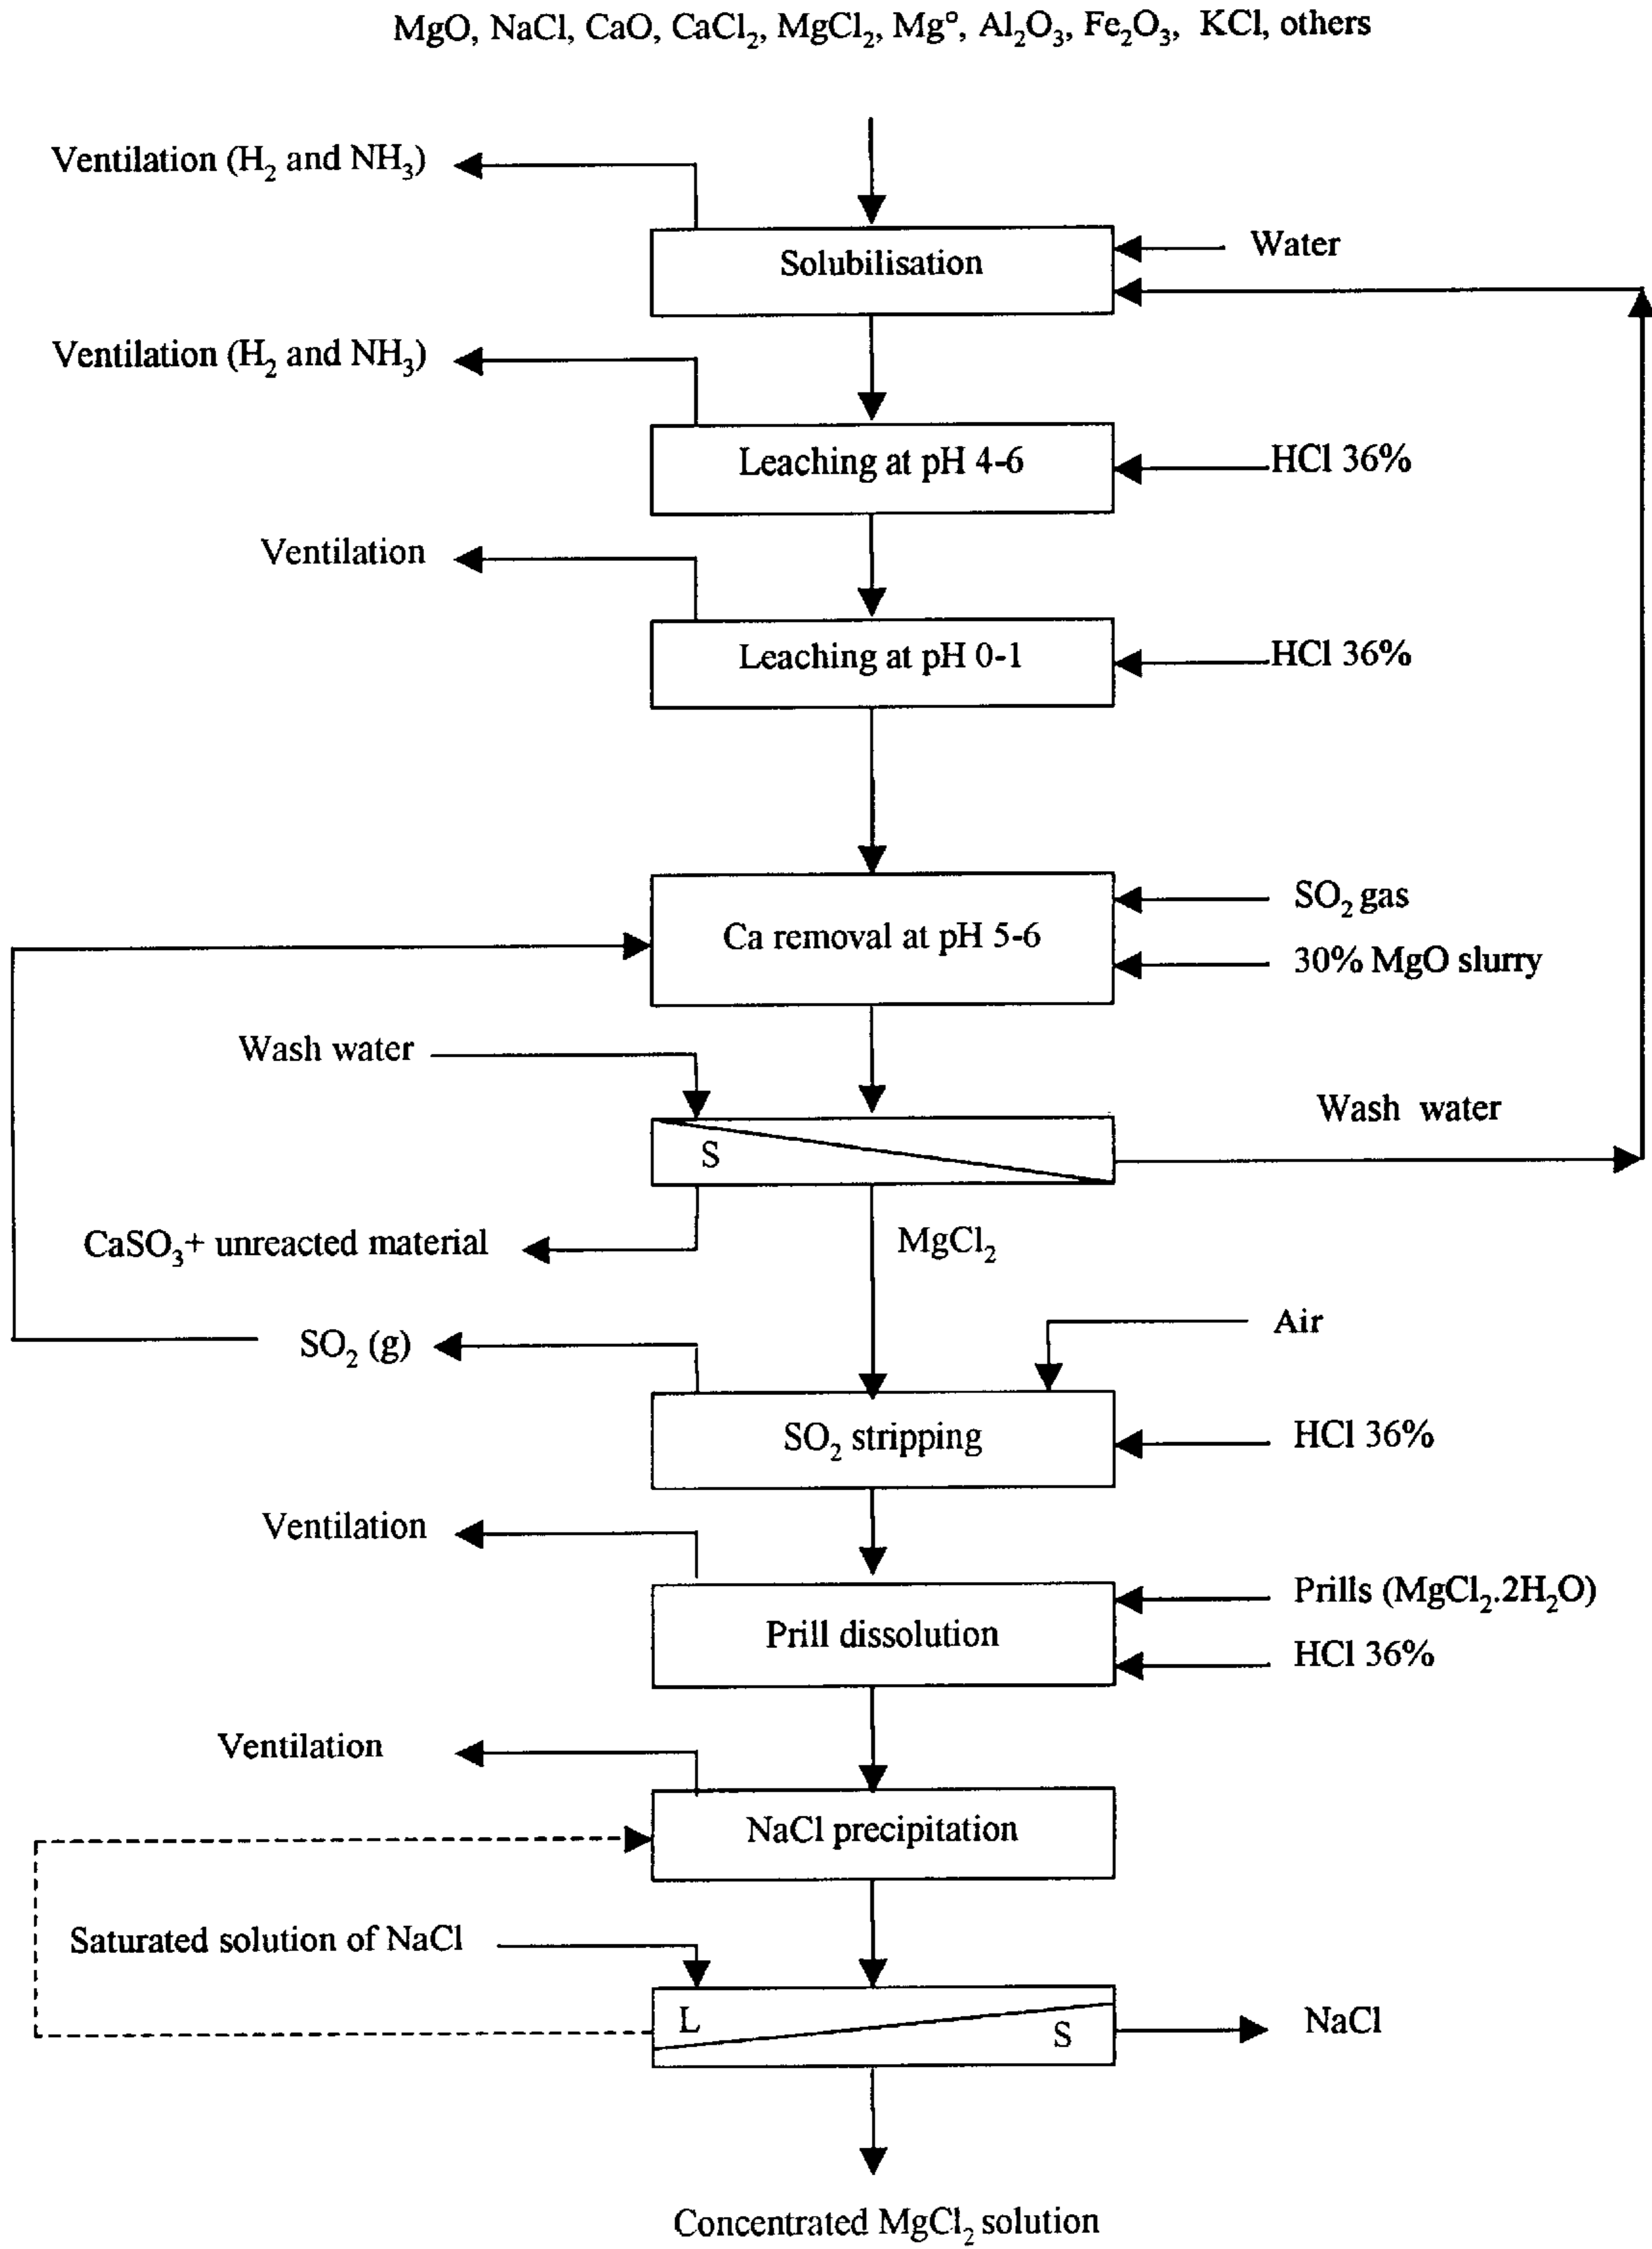 MgO, NaCl, CaO, CaCl₂, MgCl₂, Mg°, Al₂O₃, Fe₂O₃, KCl, others
Ventilation (H₂ and NH₃)
Solubilisation
Water
Ventilation (H₂ and NH₃)
Leaching at pH 4-6
HCl 36%
Ventilation
Leaching at pH 0-1
HCl 36%
SO₂ gas
Ca removal at pH 5-6
30% MgO slurry
Wash water
Wash water
S
CaSO₃+ unreacted material
MgCl₂
Air
SO₂ (g)
SO₂ stripping
HCl 36%
Ventilation
Prills (MgCl₂.2H₂O)
Prill dissolution
HCl 36%
Ventilation
NaCl precipitation
Saturated solution of NaCl
L
S
NaCl
Concentrated MgCl₂ solution